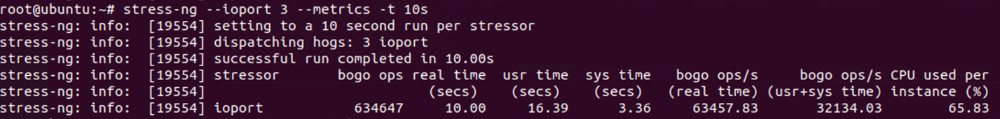 root@ubuntu:~# stress-ng --ioport 3 --metrics -t 10s
stress-ng: info:  [19554] setting to a 10 second run per stressor
stress-ng: info:  [19554] dispatching hogs: 3 ioport
stress-ng: info:  [19554] successful run completed in 10.00s
stress-ng: info:  [19554] stressor       bogo ops real time  usr time  sys time   bogo ops/s     bogo ops/s CPU used per
stress-ng: info:  [19554]                           (secs)    (secs)    (secs)   (real time) (usr+sys time) instance (%)
stress-ng: info:  [19554] ioport           634647     10.00     16.39      3.36     63457.83       32134.03        65.83